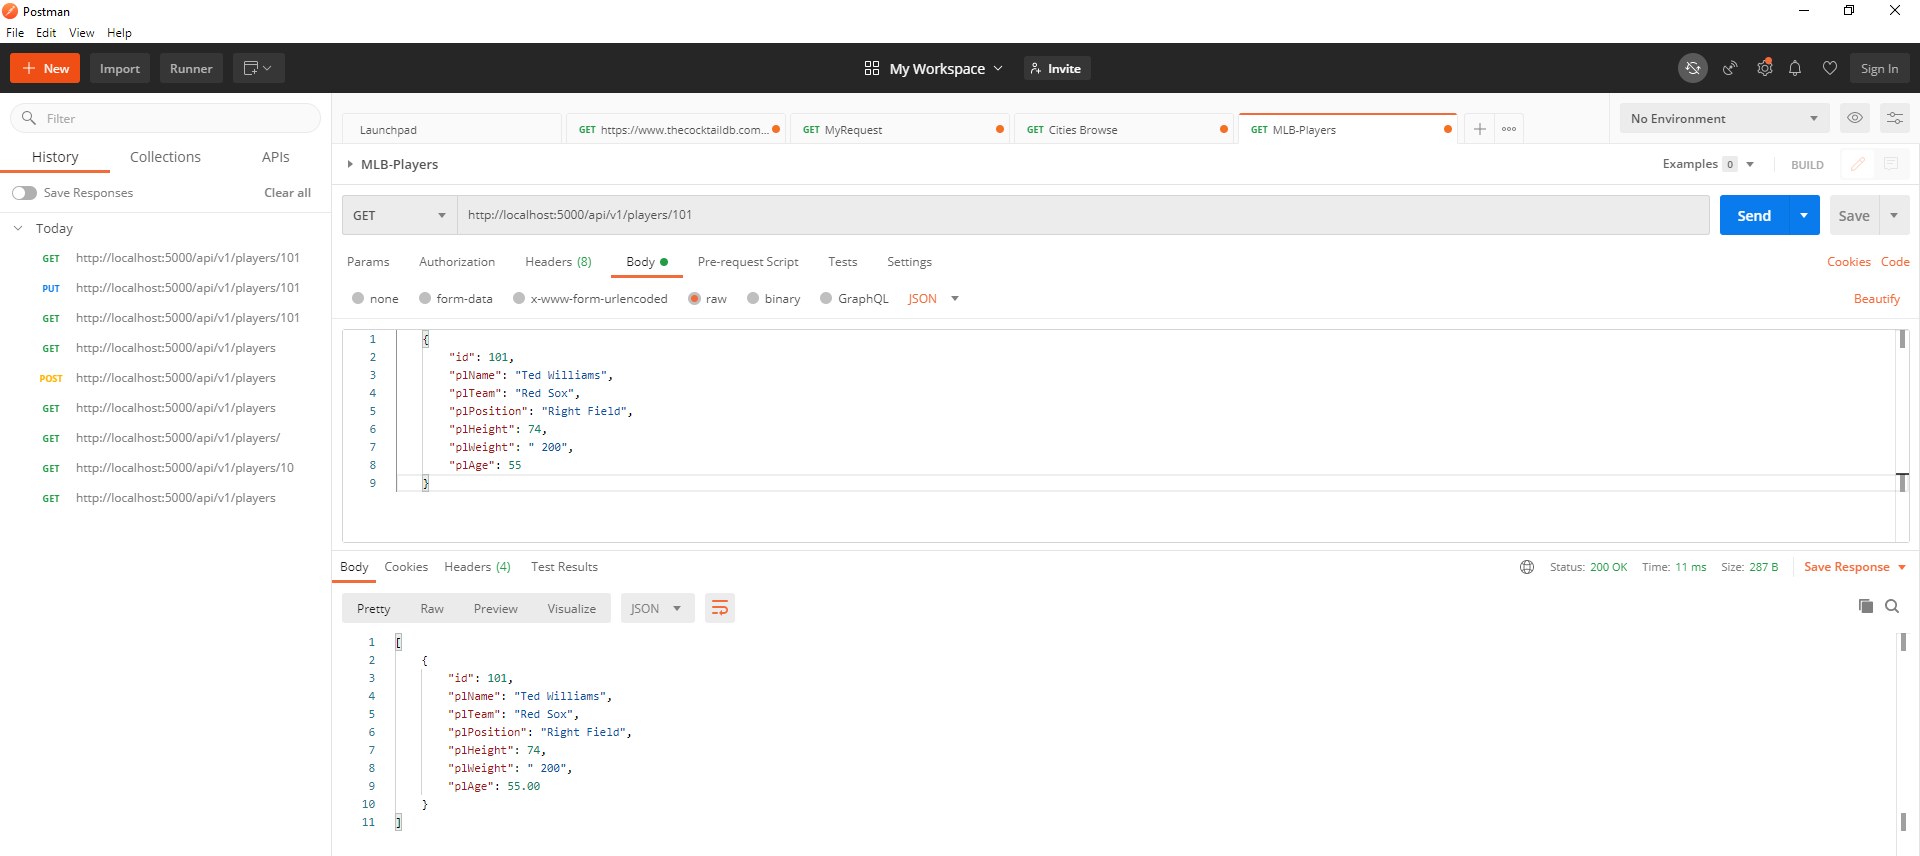 Postman
File Edit View Help
New Import Runner My Workspace Invite Sign In
Filter
History Collections APIs
Save Responses Clear all
Today
GET http://localhost:5000/api/v1/players/101
PUT http://localhost:5000/api/v1/players/101
GET http://localhost:5000/api/v1/players/101
GET http://localhost:5000/api/v1/players
POST http://localhost:5000/api/v1/players
GET http://localhost:5000/api/v1/players
GET http://localhost:5000/api/v1/players/
GET http://localhost:5000/api/v1/players/10
GET http://localhost:5000/api/v1/players
Launchpad GET https://www.thecocktaildb.com... GET MyRequest GET Cities Browse GET MLB-Players No Environment
MLB-Players Examples 0 BUILD
GET http://localhost:5000/api/v1/players/101 Send Save
Params Authorization Headers (8) Body Pre-request Script Tests Settings Cookies Code
none form-data x-www-form-urlencoded raw binary GraphQL JSON Beautify
1 {
2 "id": 101,
3 "plName": "Ted Williams",
4 "plTeam": "Red Sox",
5 "plPosition": "Right Field",
6 "plHeight": 74,
7 "plWeight": " 200",
8 "plAge": 55
9 }
Body Cookies Headers (4) Test Results Status: 200 OK Time: 11 ms Size: 287 B Save Response
Pretty Raw Preview Visualize JSON
1 [
2 {
3 "id": 101,
4 "plName": "Ted Williams",
5 "plTeam": "Red Sox",
6 "plPosition": "Right Field",
7 "plHeight": 74,
8 "plWeight": " 200",
9 "plAge": 55.00
10 }
11 ]